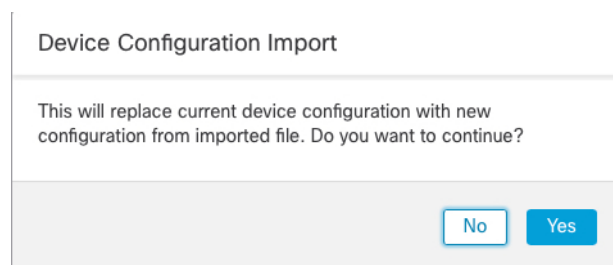 Device Configuration Import
This will replace current device configuration with new
configuration from imported file. Do you want to continue?
No
Yes